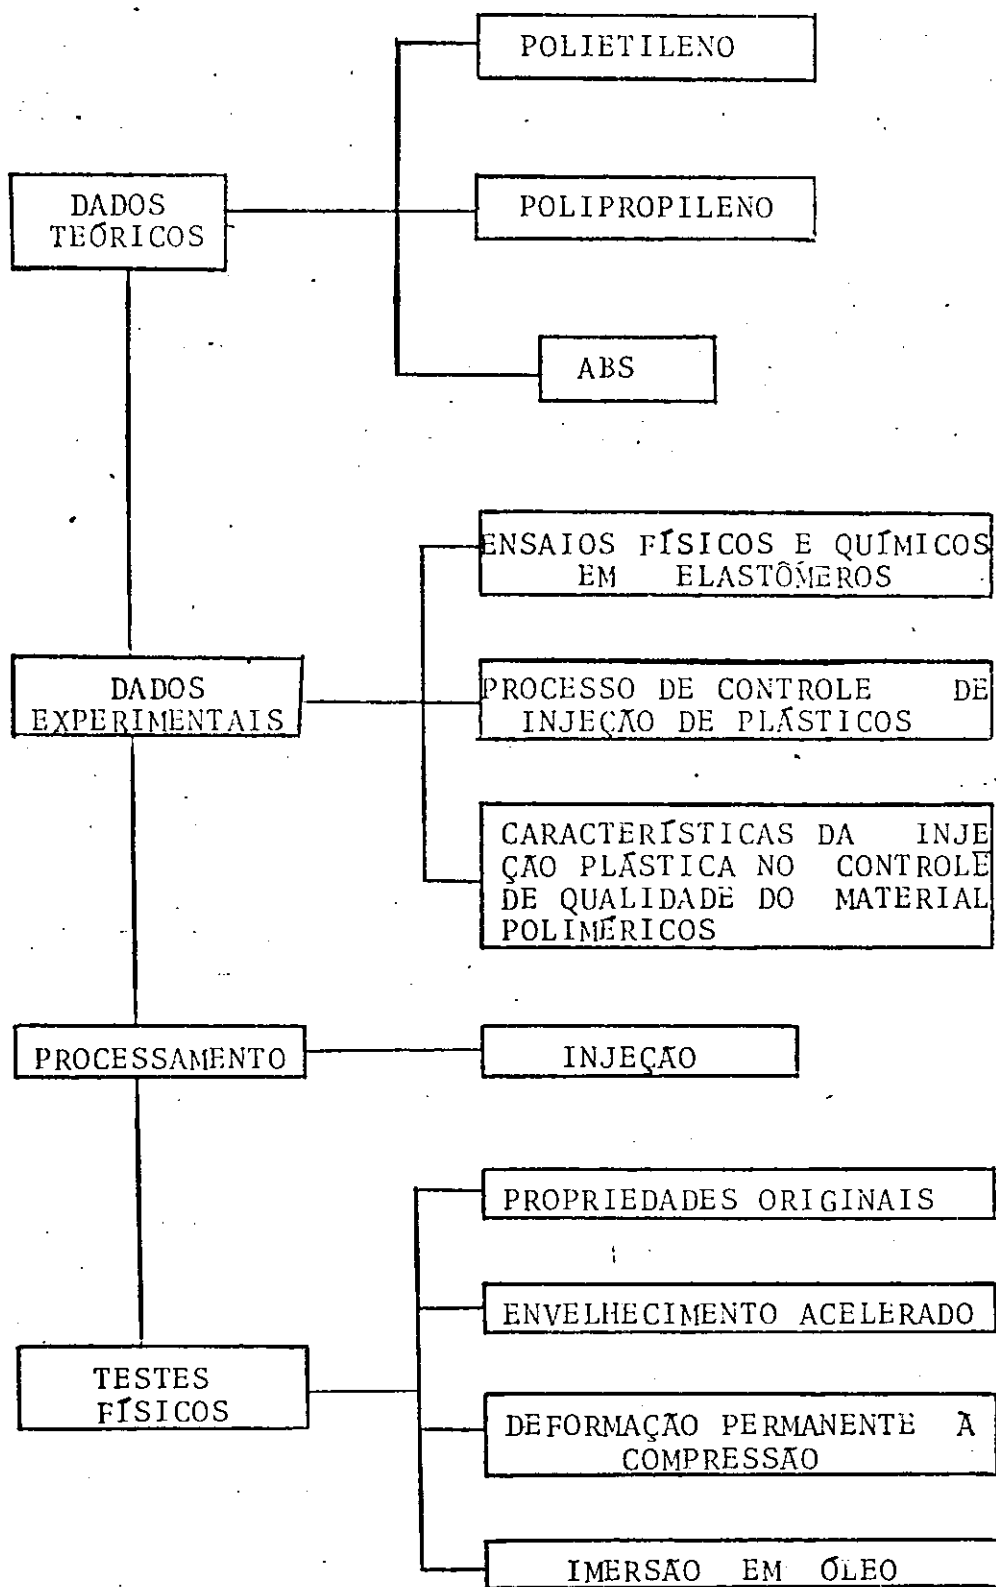 POLIETILENO
DADOS
TEÓRICOS
POLIPROPILENO
ABS
ENSAIOS FÍSICOS E QUÍMICOS
EM ELASTÔMEROS
DADOS
EXPERIMENTAIS
PROCESSO DE CONTROLE DE
INJEÇÃO DE PLÁSTICOS
CARACTERÍSTICAS DA INJE
ÇÃO PLÁSTICA NO CONTROLE
DE QUALIDADE DO MATERIAL
POLIMÉRICOS
PROCESSAMENTO
INJEÇÃO
PROPRIEDADES ORIGINAIS
ENVELHECIMENTO ACELERADO
TESTES
FÍSICOS
DEFORMAÇÃO PERMANENTE À
COMPRESSÃO
IMERSÃO EM ÓLEO